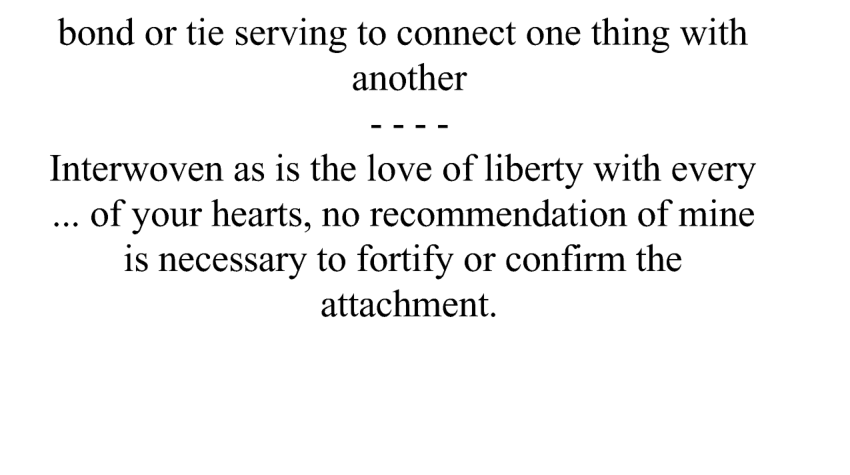 bond or tie serving to connect one thing with
another
- - - -
Interwoven as is the love of liberty with every
... of your hearts, no recommendation of mine
is necessary to fortify or confirm the
attachment.